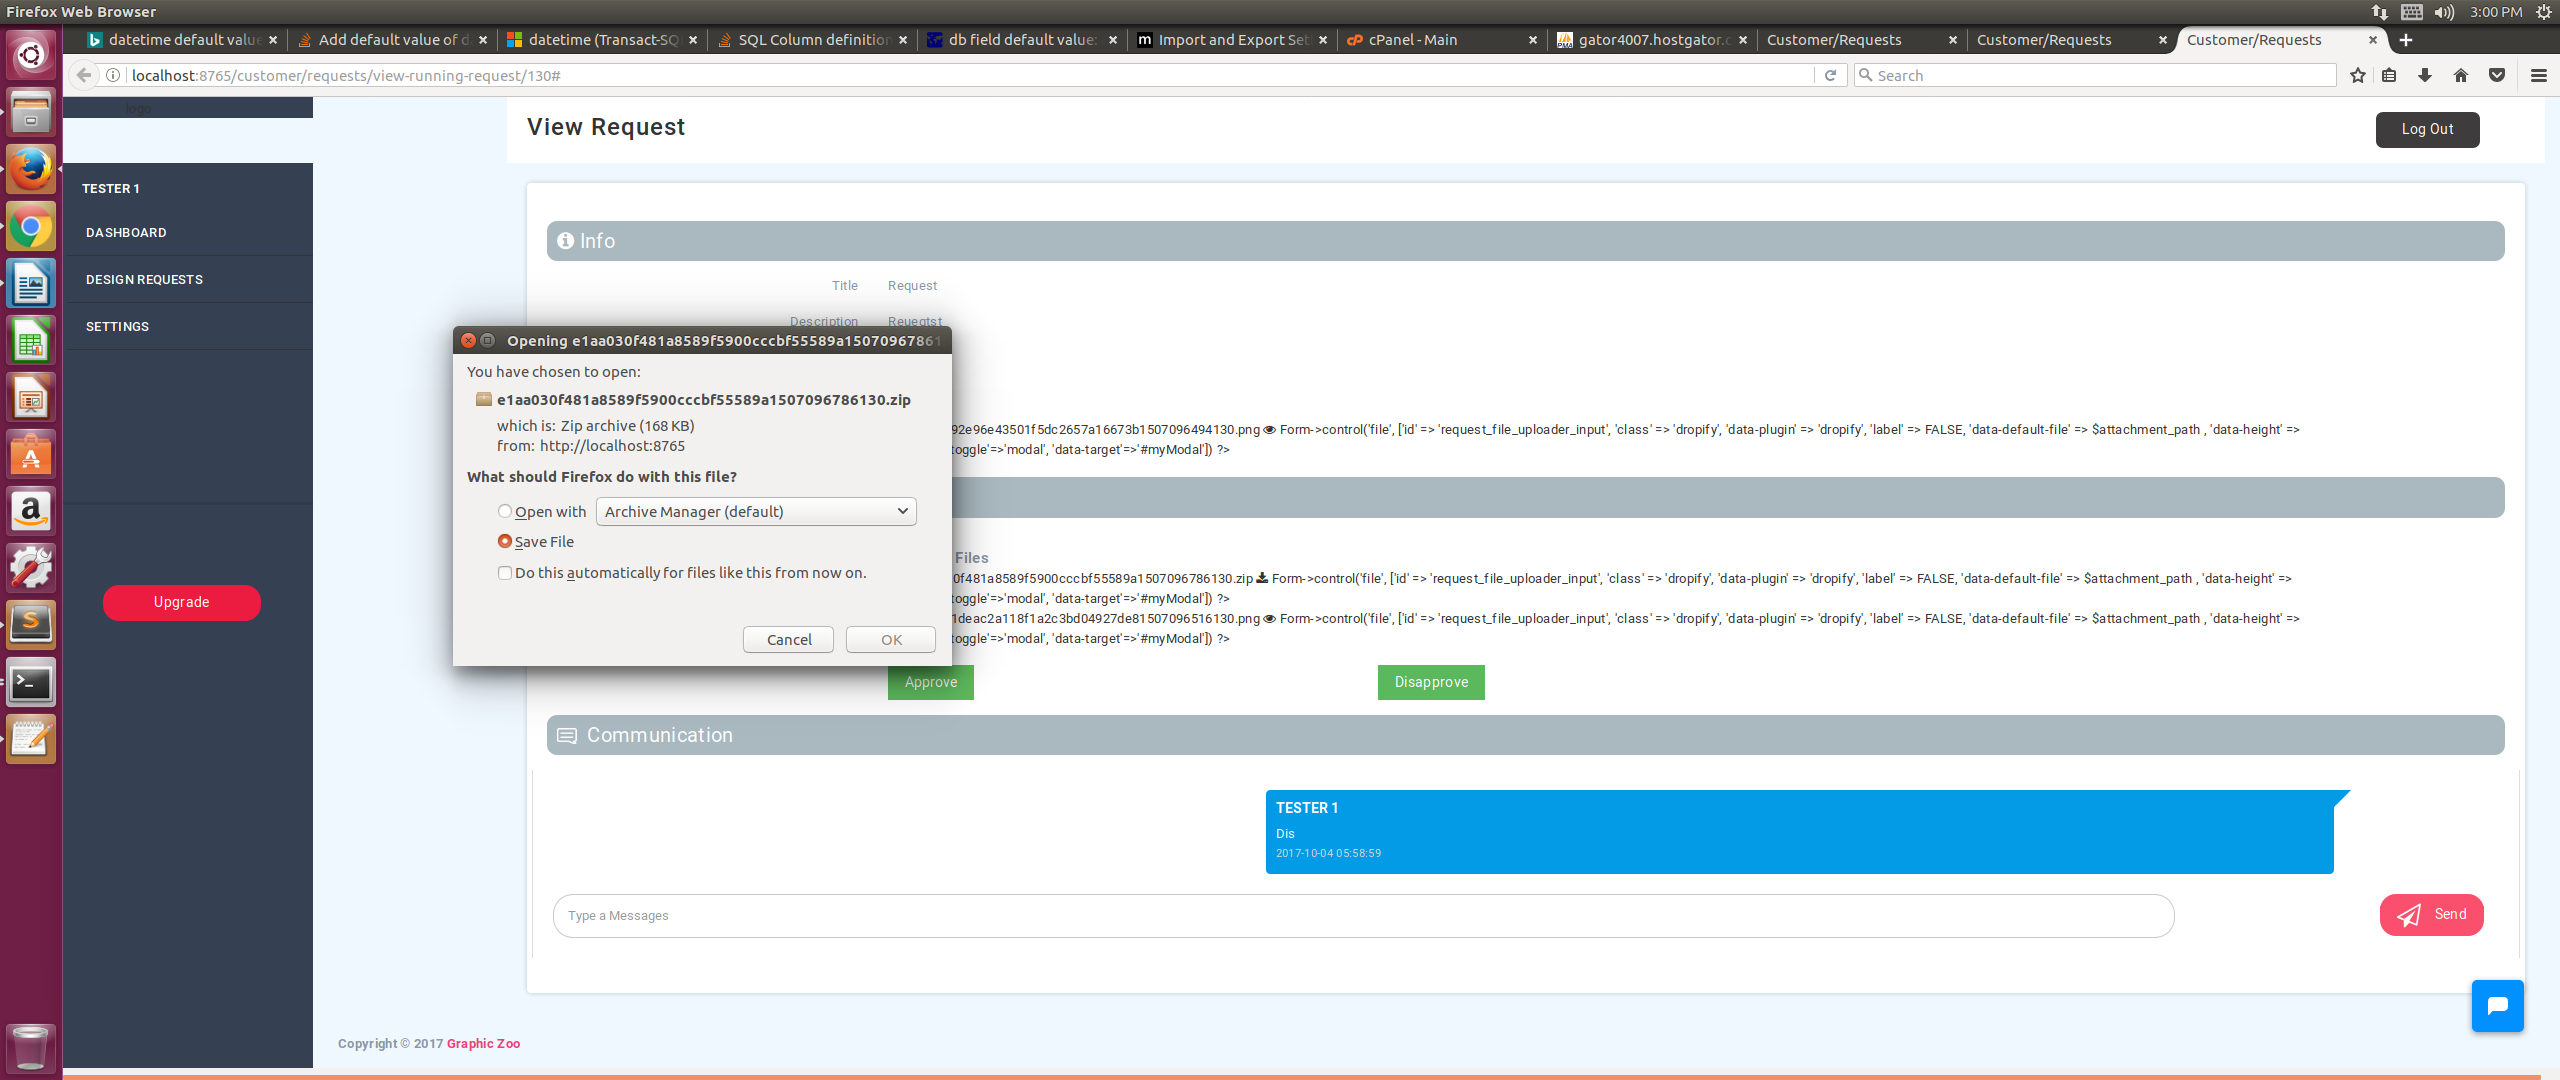 Firefox Web Browser
3:00 PM
datetime default value
Add default value of d
datetime (Transact-SQ
SQL Column definition
db field default value:
Import and Export Set
cPanel - Main
gator4007.hostgator.c
Customer/Requests
Customer/Requests
Customer/Requests
localhost:8765/customer/requests/view-running-request/130#
Search
logo
View Request
Log Out
TESTER 1
DASHBOARD
DESIGN REQUESTS
SETTINGS
Upgrade
Info
Title Request
Description Reueqtst
Opening e1aa030f481a8589f5900cccbf55589a15070967861
You have chosen to open:
e1aa030f481a8589f5900cccbf55589a1507096786130.zip
which is: Zip archive (168 KB)
from: http://localhost:8765
What should Firefox do with this file?
Open with Archive Manager (default)
Save File
Do this automatically for files like this from now on.
Cancel OK
92e96e43501f5dc2657a16673b1507096494130.png Form->control('file', ['id' => 'request_file_uploader_input', 'class' => 'dropify', 'data-plugin' => 'dropify', 'label' => FALSE, 'data-default-file' => $attachment_path , 'data-height' =>
toggle'=>'modal', 'data-target'=>'#myModal']) ?>
Files
0f481a8589f5900cccbf55589a1507096786130.zip Form->control('file', ['id' => 'request_file_uploader_input', 'class' => 'dropify', 'data-plugin' => 'dropify', 'label' => FALSE, 'data-default-file' => $attachment_path , 'data-height' =>
toggle'=>'modal', 'data-target'=>'#myModal']) ?>
1deac2a118f1a2c3bd04927de81507096516130.png Form->control('file', ['id' => 'request_file_uploader_input', 'class' => 'dropify', 'data-plugin' => 'dropify', 'label' => FALSE, 'data-default-file' => $attachment_path , 'data-height' =>
toggle'=>'modal', 'data-target'=>'#myModal']) ?>
Approve
Disapprove
Communication
TESTER 1
Dis
2017-10-04 05:58:59
Type a Messages
Send
Copyright © 2017 Graphic Zoo